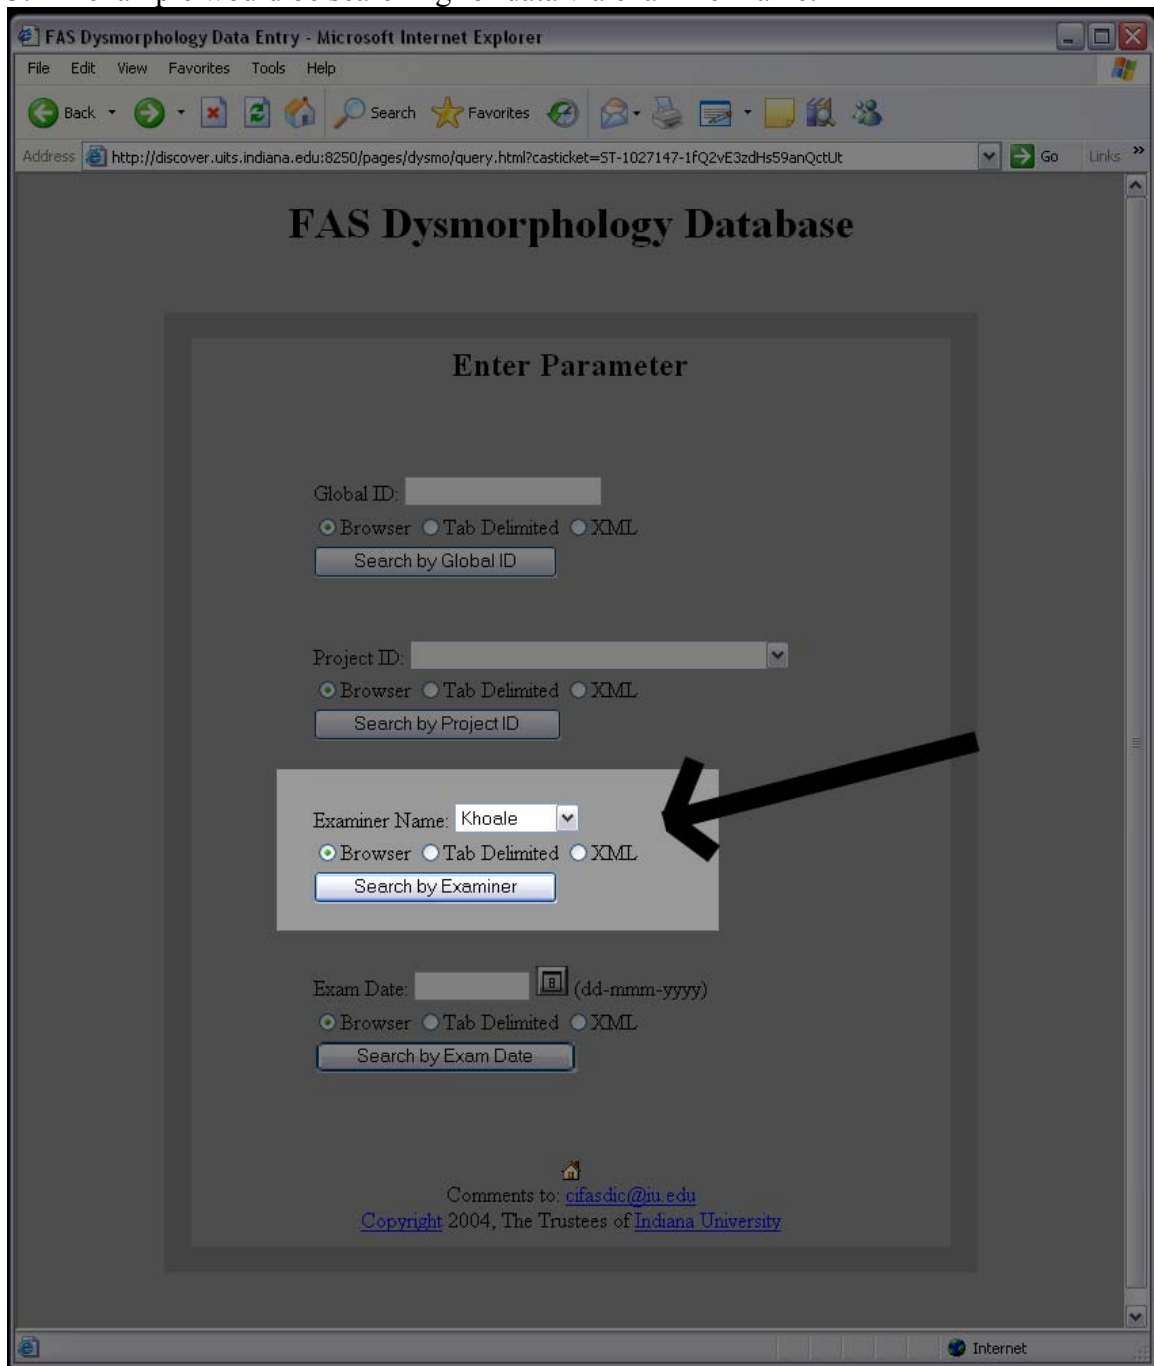 FAS Dysmorphology Data Entry - Microsoft Internet Explorer
File Edit View Favorites Tools Help
Back Search Favorites
Address http://discover.uits.indiana.edu:8250/pages/dysmo/query.html?casticket=ST-1027147-1fQ2vE3zdHs59anQctUt Go Links »
FAS Dysmorphology Database
Enter Parameter
Global ID:
Browser Tab Delimited XML
Search by Global ID
Project ID:
Browser Tab Delimited XML
Search by Project ID
Examiner Name: Khoale
Browser Tab Delimited XML
Search by Examiner
Exam Date: (dd-mmm-yyyy)
Browser Tab Delimited XML
Search by Exam Date
Comments to: cifasdic@iu.edu
Copyright 2004, The Trustees of Indiana University
Internet